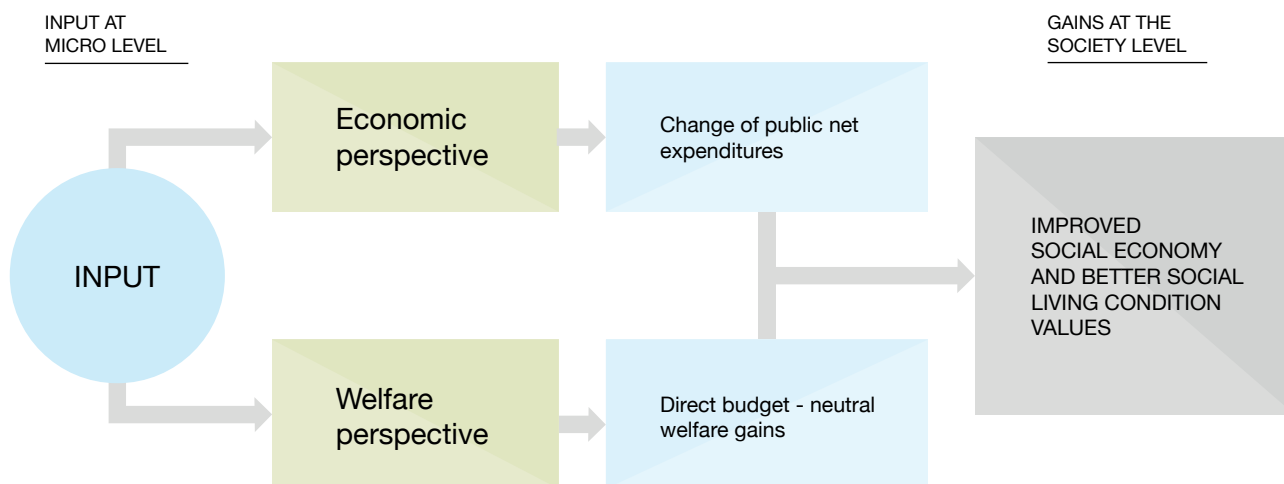 INPUT AT
MICRO LEVEL
GAINS AT THE
SOCIETY LEVEL
INPUT
Economic
perspective
Change of public net
expenditures
Welfare
perspective
Direct budget - neutral
welfare gains
IMPROVED
SOCIAL ECONOMY
AND BETTER SOCIAL
LIVING CONDITION
VALUES